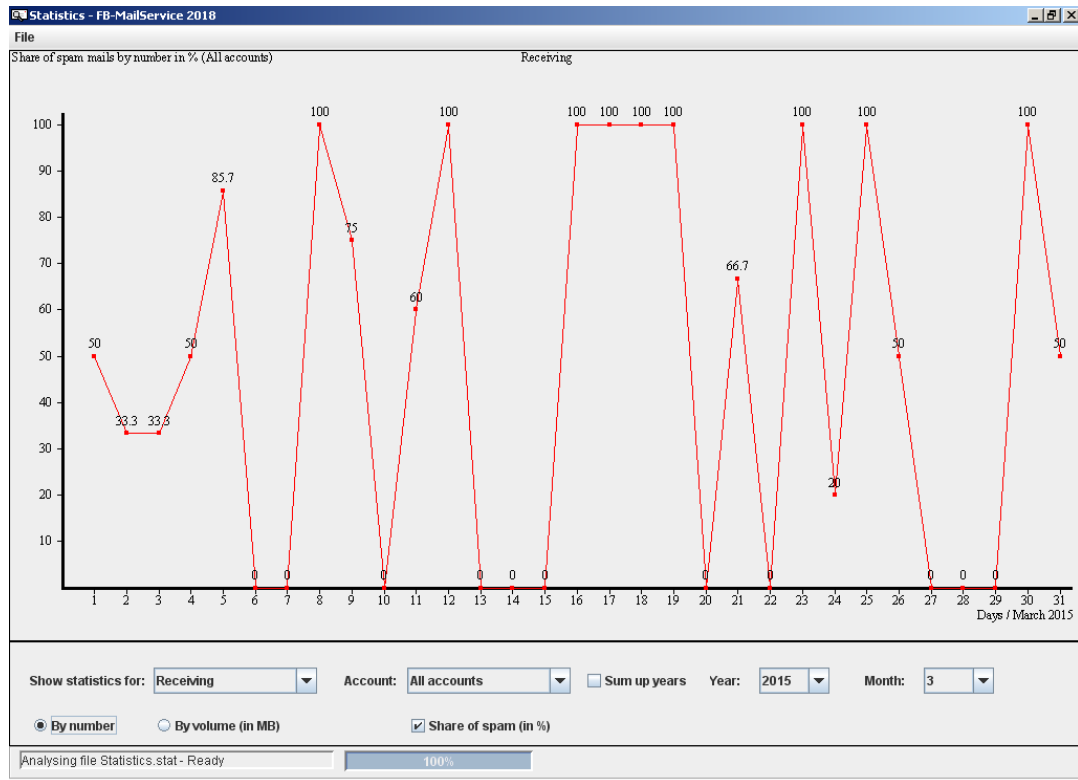 Statistics - FB-MailService 2018
File
Share of spam mails by number in % (All accounts) Receiving
100 100 100 100 100 100 100 100 100
100
90
85.7
80
75
70
66.7
60
60
50 50 50 50
50
40
33.3 33.3
30
20
20
10
0 0 0 0 0 0 0 0 0 0 0
1 2 3 4 5 6 7 8 9 10 11 12 13 14 15 16 17 18 19 20 21 22 23 24 25 26 27 28 29 30 31
Days / March 2015
Show statistics for: Receiving Account: All accounts Sum up years Year: 2015 Month: 3
By number By volume (in MB) Share of spam (in %)
Analysing file Statistics.stat - Ready 100%